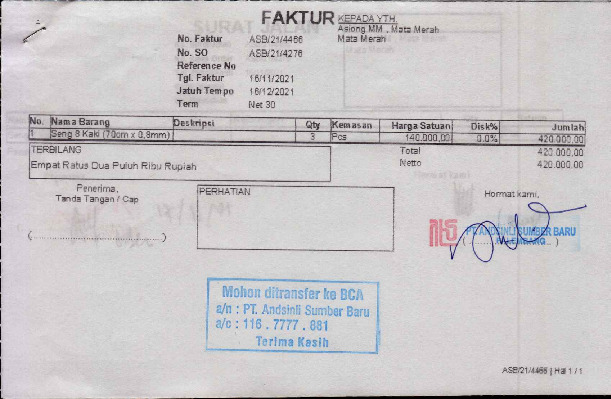 FAKTUR
KEPADA YTH.
Asiong MM , Mata Merah
Mata Merah
No. Faktur ASB/21/4466
No. SO ASB/21/4276
Reference No
Tgl. Faktur 16/11/2021
Jatuh Tempo 16/12/2021
Term Net 30
No. Nama Barang Deskripsi Qty Kemasan Harga Satuan Disk% Jumlah
1 Seng 8 Kaki (70cm x 0,8mm) 3 Pcs 140.000,00 0.0% 420.000,00
TERBILANG
Total 420.000,00
Empat Ratus Dua Puluh Ribu Rupiah
Netto 420.000,00
Penerima,
Tanda Tangan / Cap
(..............................)
PERHATIAN
Hormat kami,
PT. ANDSINLI SUMBER BARU
PALEMBANG
Mohon ditransfer ke BCA
a/n : PT. Andsinli Sumber Baru
a/c : 116 . 7777 . 881
Terima Kasih
ASB/21/4466 | Hal 1 / 1